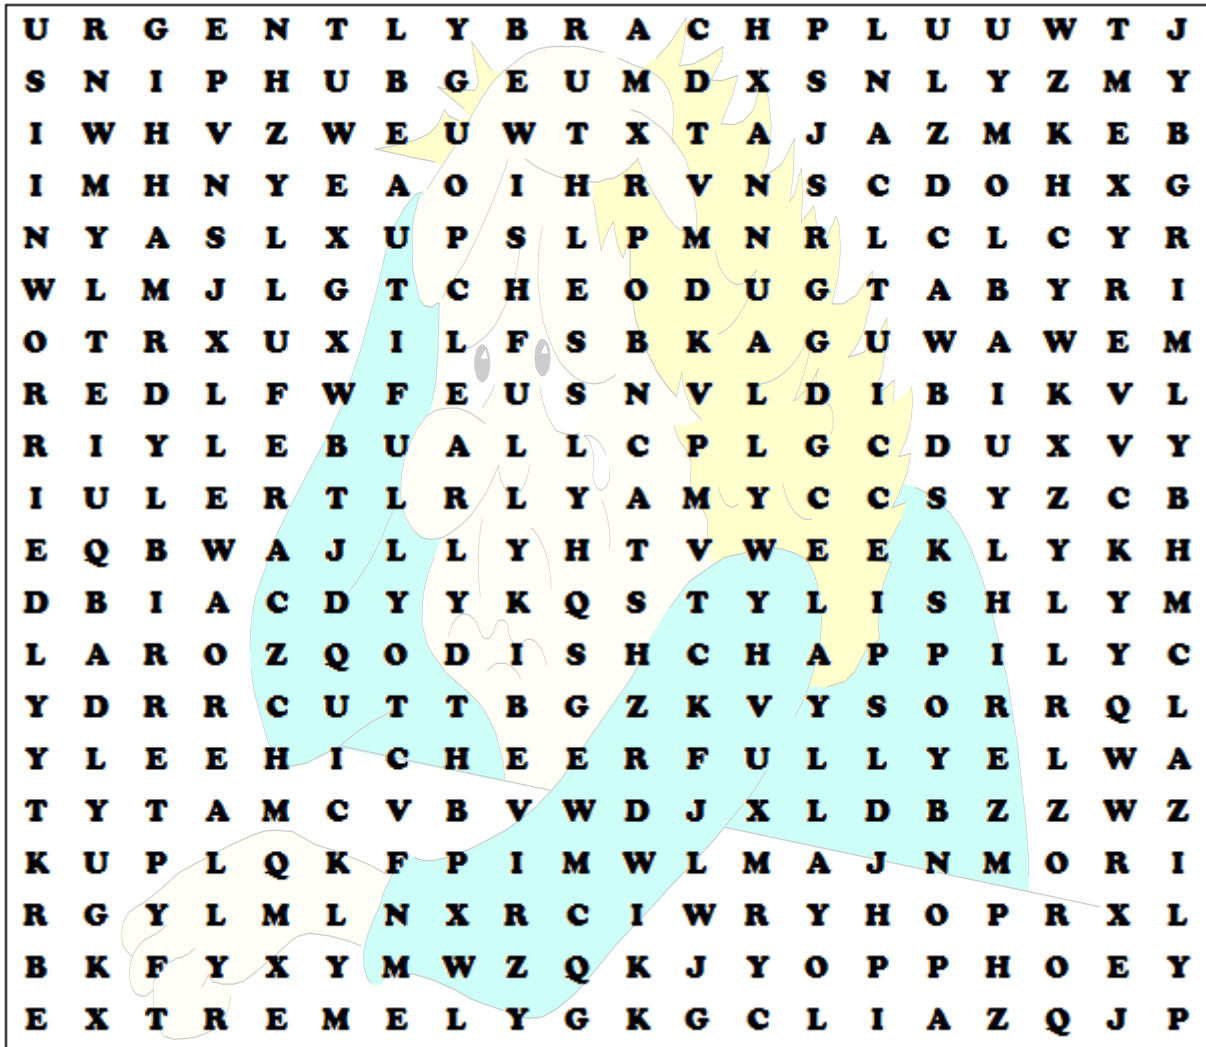 U R G E N T L Y B R A C H P L U U W T J
S N I P H U B G E U M D X S N L Y Z M Y
I W H V Z W E U W T X T A J A Z M K E B
I M H N Y E A O I H R V N S C D O H X G
N Y A S L X U P S L P M N R L C L C Y R
W L M J L G T C H E O D U G T A B Y R I
O T R X U X I L F S B K A G U W A W E M
R E D L F W F E U S N V L D I B I K V L
R I Y L E B U A L L C P L G C D U X V Y
I U L E R T L R L Y A M Y C C S Y Z C B
E Q B W A J L L Y H T V W E E K L Y K H
D B I A C D Y Y K Q S T Y L I S H L Y M
L A R O Z Q O D I S H C H A P P I L Y C
Y D R R C U T T B G Z K V Y S O R R Q L
Y L E E H I C H E E R F U L L Y E L W A
T Y T A M C V B V W D J X L D B Z Z W Z
K U P L Q K F P I M W L M A J N M O R I
R G Y L M L N X R C I W R Y H O P R X L
B K F Y X Y M W Z Q K J Y O P P H O E Y
E X T R E M E L Y G K G C L I A Z Q J P